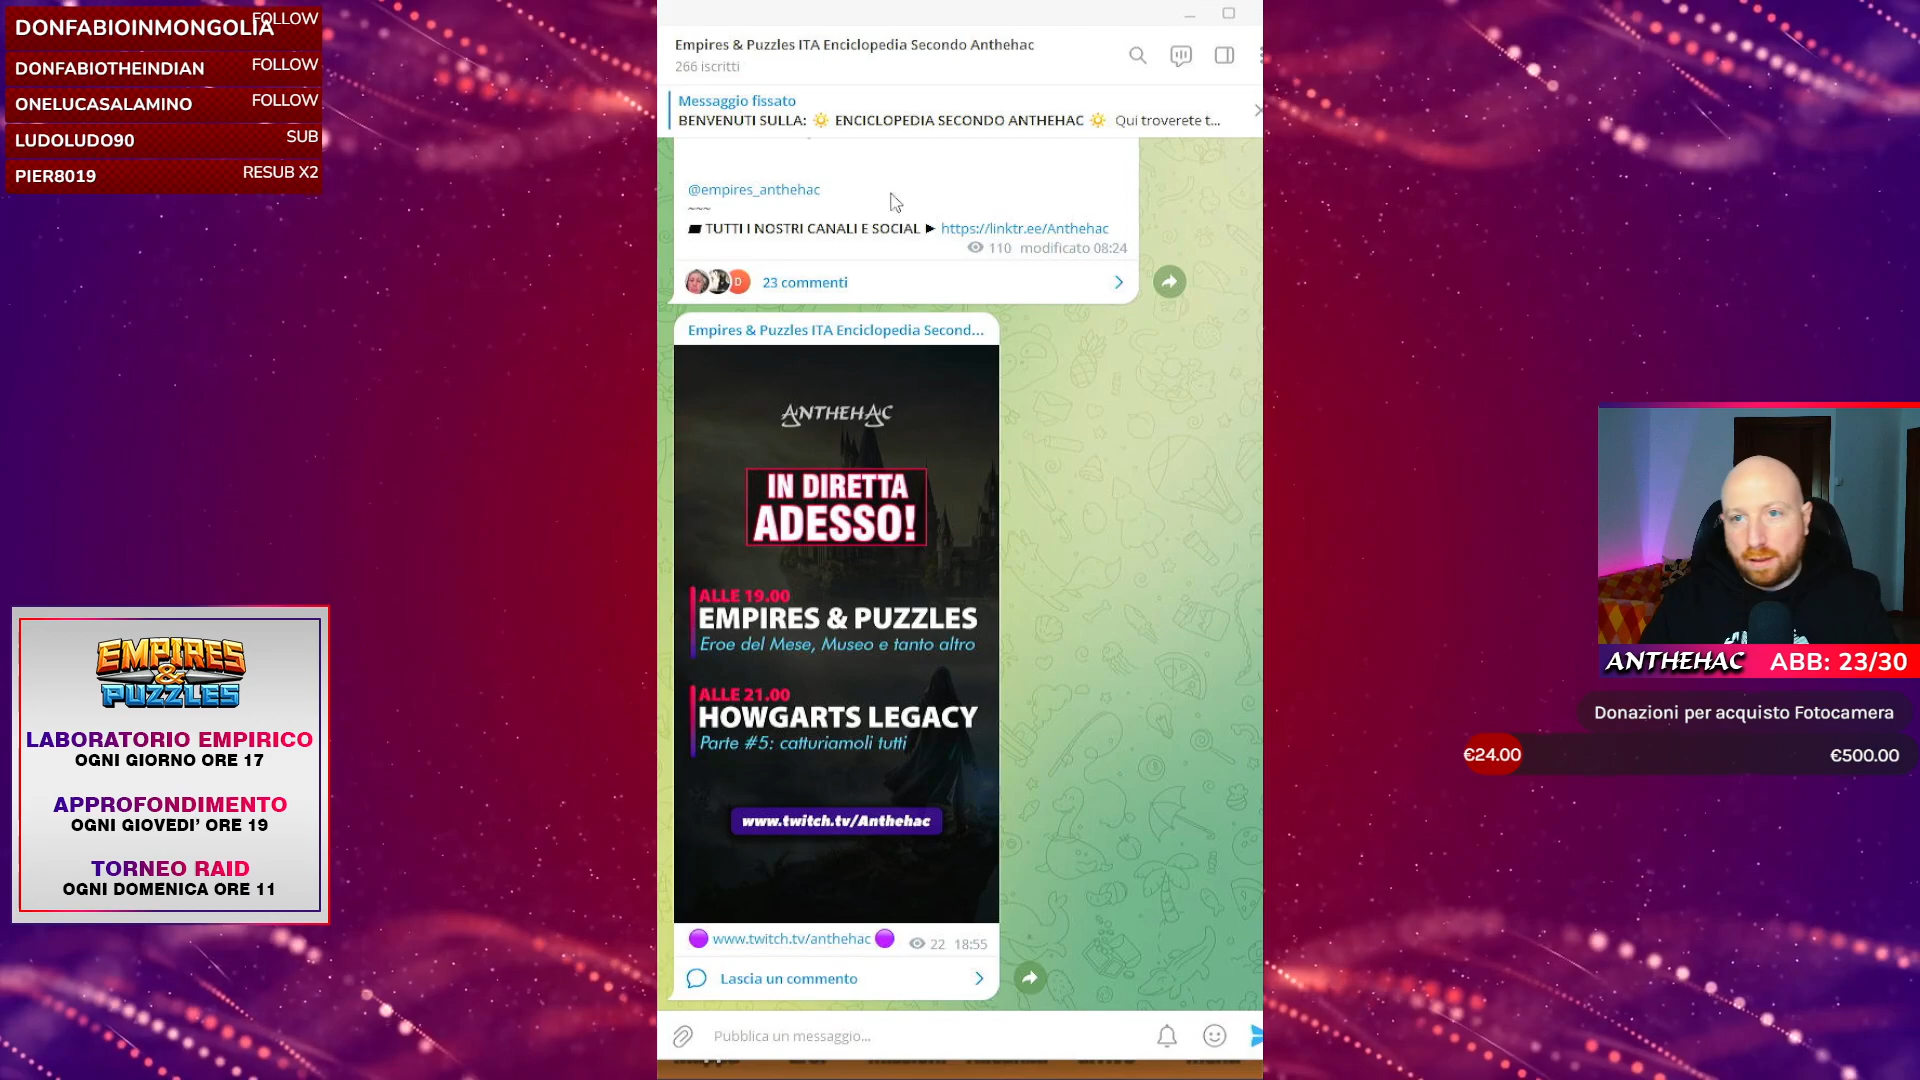 DONFABIOINMONGOLIA FOLLOW
DONFABIOTHEINDIAN FOLLOW
ONELUCASALAMINO FOLLOW
LUDOLUDO90 SUB
PIER8019 RESUB X2
EMPIRES
&
PUZZLES
LABORATORIO EMPIRICO
OGNI GIORNO ORE 17
APPROFONDIMENTO
OGNI GIOVEDI' ORE 19
TORNEO RAID
OGNI DOMENICA ORE 11
Empires & Puzzles ITA Enciclopedia Secondo Anthehac
266 iscritti
Messaggio fissato
BENVENUTI SULLA: ☀️ ENCICLOPEDIA SECONDO ANTHEHAC ☀️ Qui troverete t...
@empires_anthehac
~~~
TUTTI I NOSTRI CANALI E SOCIAL ► https://linktr.ee/Anthehac
110 modificato 08:24
D
23 commenti
Empires & Puzzles ITA Enciclopedia Second...
ANTHEHAC
IN DIRETTA
ADESSO!
ALLE 19.00
EMPIRES & PUZZLES
Eroe del Mese, Museo e tanto altro
ALLE 21.00
HOWGARTS LEGACY
Parte #5: catturiamoli tutti
www.twitch.tv/Anthehac
🟣 www.twitch.tv/anthehac 🟣 22 18:55
Lascia un commento
Pubblica un messaggio...
ANTHEHAC ABB: 23/30
Donazioni per acquisto Fotocamera
€24.00 €500.00